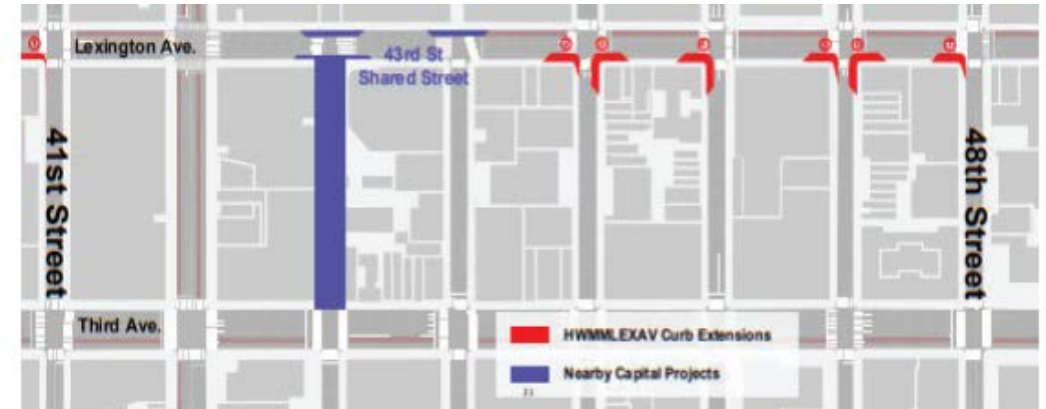 Lexington Ave.
43rd St
Shared Street
41st Street
48th Street
Third Ave.
HWMMLEXAV Curb Extensions
Nearby Capital Projects